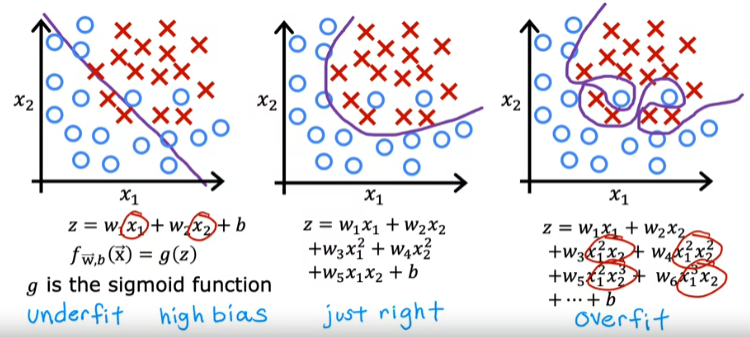 x₂
x₁
z = w₁x₁ + w₂x₂ + b
f w⃗,b (x⃗) = g(z)
g is the sigmoid function
underfit high bias
x₂
x₁
z = w₁x₁ + w₂x₂
+w₃x₁² + w₄x₂²
+w₅x₁x₂ + b
just right
x₂
x₁
z = w₁x₁ + w₂x₂
+w₃x₁²x₂ + w₄x₁²x₂²
+w₅x₁²x₂³ + w₆x₁³x₂
+ ⋯ + b
overfit